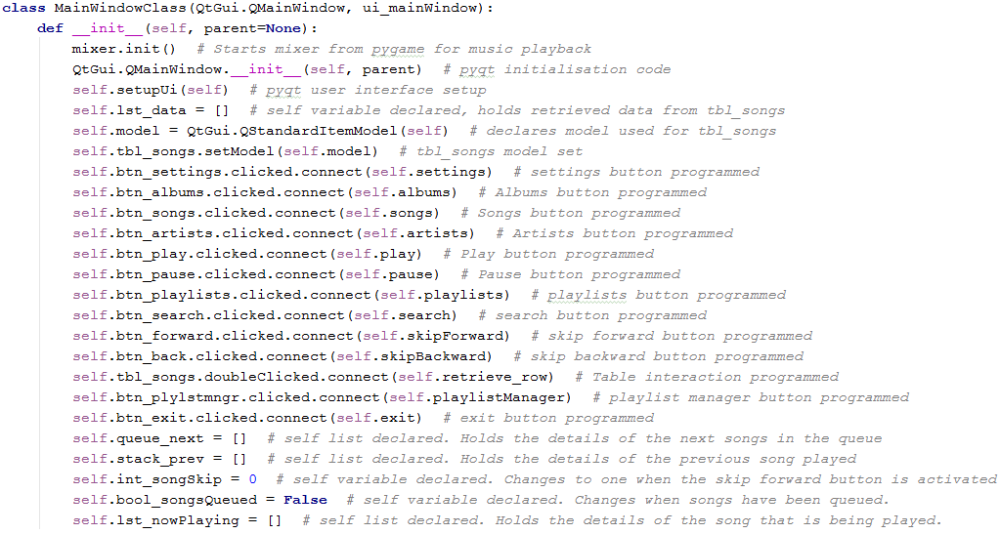 class MainWindowClass(QtGui.QMainWindow, ui_mainWindow):
    def __init__(self, parent=None):
        mixer.init()  # Starts mixer from pygame for music playback
        QtGui.QMainWindow.__init__(self, parent)  # pyqt initialisation code
        self.setupUi(self)  # pyqt user interface setup
        self.lst_data = []  # self variable declared, holds retrieved data from tbl_songs
        self.model = QtGui.QStandardItemModel(self)  # declares model used for tbl_songs
        self.tbl_songs.setModel(self.model)  # tbl_songs model set
        self.btn_settings.clicked.connect(self.settings)  # settings button programmed
        self.btn_albums.clicked.connect(self.albums)  # Albums button programmed
        self.btn_songs.clicked.connect(self.songs)  # Songs button programmed
        self.btn_artists.clicked.connect(self.artists)  # Artists button programmed
        self.btn_play.clicked.connect(self.play)  # Play button programmed
        self.btn_pause.clicked.connect(self.pause)  # Pause button programmed
        self.btn_playlists.clicked.connect(self.playlists)  # playlists button programmed
        self.btn_search.clicked.connect(self.search)  # search button programmed
        self.btn_forward.clicked.connect(self.skipForward)  # skip forward button programmed
        self.btn_back.clicked.connect(self.skipBackward)  # skip backward button programmed
        self.tbl_songs.doubleClicked.connect(self.retrieve_row)  # Table interaction programmed
        self.btn_plylstmngr.clicked.connect(self.playlistManager)  # playlist manager button programmed
        self.btn_exit.clicked.connect(self.exit)  # exit button programmed
        self.queue_next = []  # self list declared. Holds the details of the next songs in the queue
        self.stack_prev = []  # self list declared. Holds the details of the previous song played
        self.int_songSkip = 0  # self variable declared. Changes to one when the skip forward button is activated
        self.bool_songsQueued = False  # self variable declared. Changes when songs have been queued.
        self.lst_nowPlaying = []  # self list declared. Holds the details of the song that is being played.